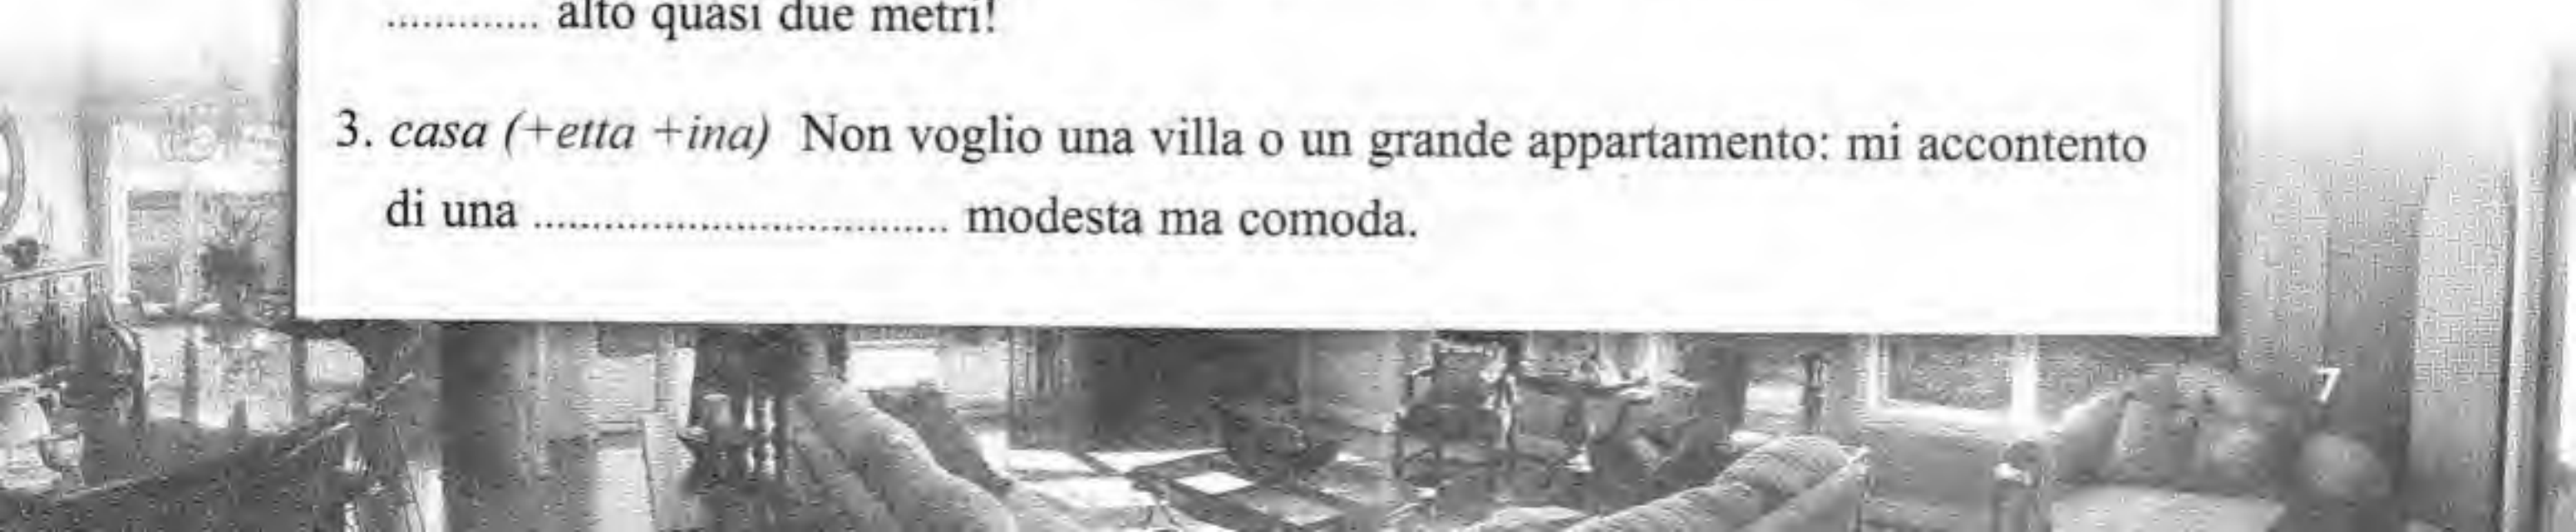 .............. alto quasi due metri!
3. casa (+etta +ina) Non voglio una villa o un grande appartamento: mi accontento
di una ................................... modesta ma comoda.
7